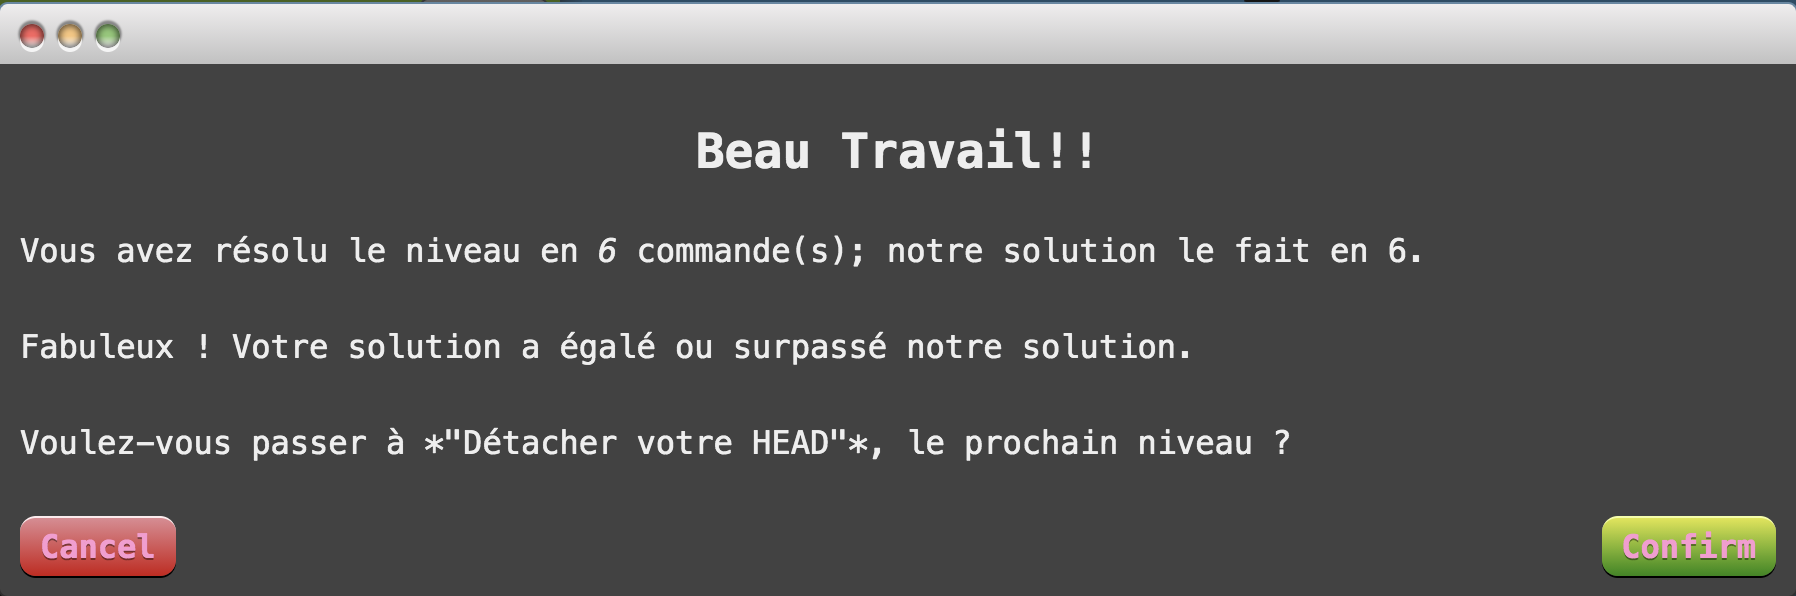 Beau Travail!!
Vous avez résolu le niveau en 6 commande(s); notre solution le fait en 6.
Fabuleux ! Votre solution a égalé ou surpassé notre solution.
Voulez-vous passer à *"Détacher votre HEAD"*, le prochain niveau ?
Cancel
Confirm